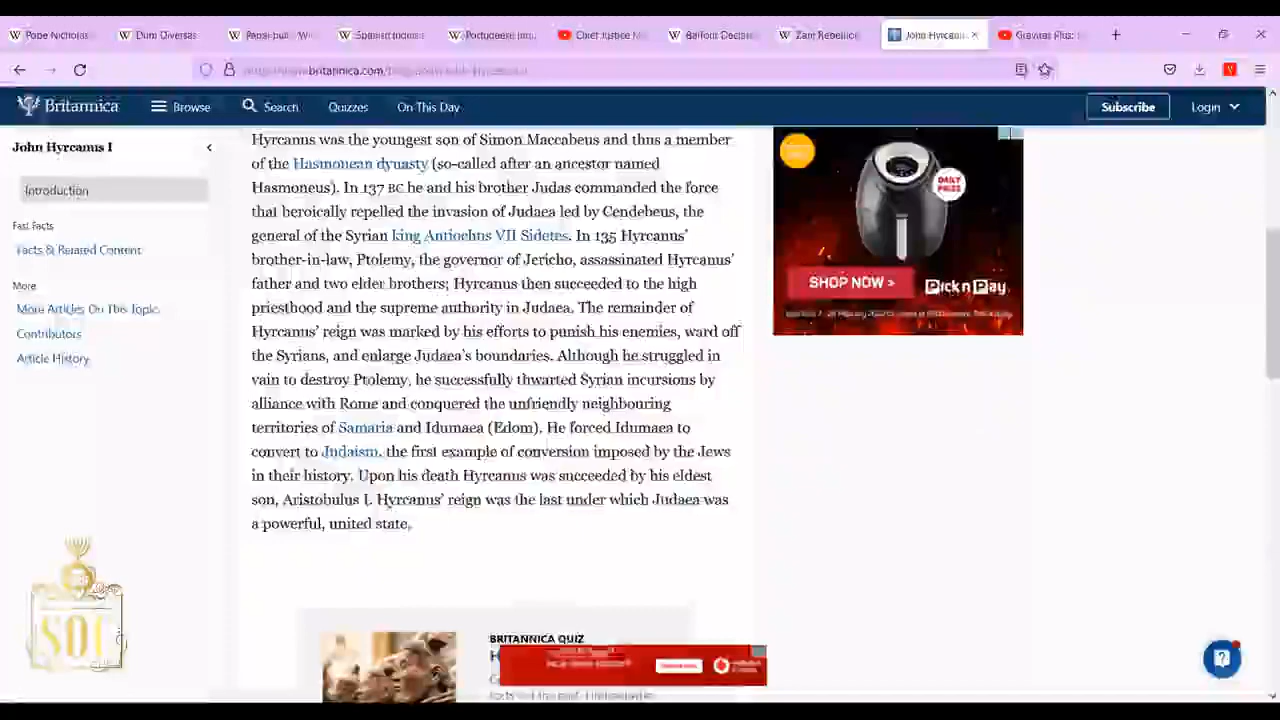 Pope Nicholas
Dum Diversas
Papal bull - Wi
Spanish Inquis
Portuguese Inqu
Chief Justice M
Balfour Declara
Zanj Rebellion
John Hyrcanu
Gravitas Plus:
Britannica
Browse
Search
Quizzes
On This Day
Subscribe
Login
John Hyrcanus I
Introduction
Fast Facts
Facts & Related Content
More
More Articles On This Topic
Contributors
Article History
Hyrcanus was the youngest son of Simon Maccabeus and thus a member
of the Hasmonean dynasty (so-called after an ancestor named
Hasmoneus). In 137 BC he and his brother Judas commanded the force
that heroically repelled the invasion of Judaea led by Cendebeus, the
general of the Syrian king Antiochus VII Sidetes. In 135 Hyrcanus'
brother-in-law, Ptolemy, the governor of Jericho, assassinated Hyrcanus'
father and two elder brothers; Hyrcanus then succeeded to the high
priesthood and the supreme authority in Judaea. The remainder of
Hyrcanus' reign was marked by his efforts to punish his enemies, ward off
the Syrians, and enlarge Judaea's boundaries. Although he struggled in
vain to destroy Ptolemy, he successfully thwarted Syrian incursions by
alliance with Rome and conquered the unfriendly neighbouring
territories of Samaria and Idumaea (Edom). He forced Idumaea to
convert to Judaism, the first example of conversion imposed by the Jews
in their history. Upon his death Hyrcanus was succeeded by his eldest
son, Aristobulus I. Hyrcanus' reign was the last under which Judaea was
a powerful, united state.
DAILY
PRIZE
SHOP NOW >
Pick n Pay
BRITANNICA QUIZ